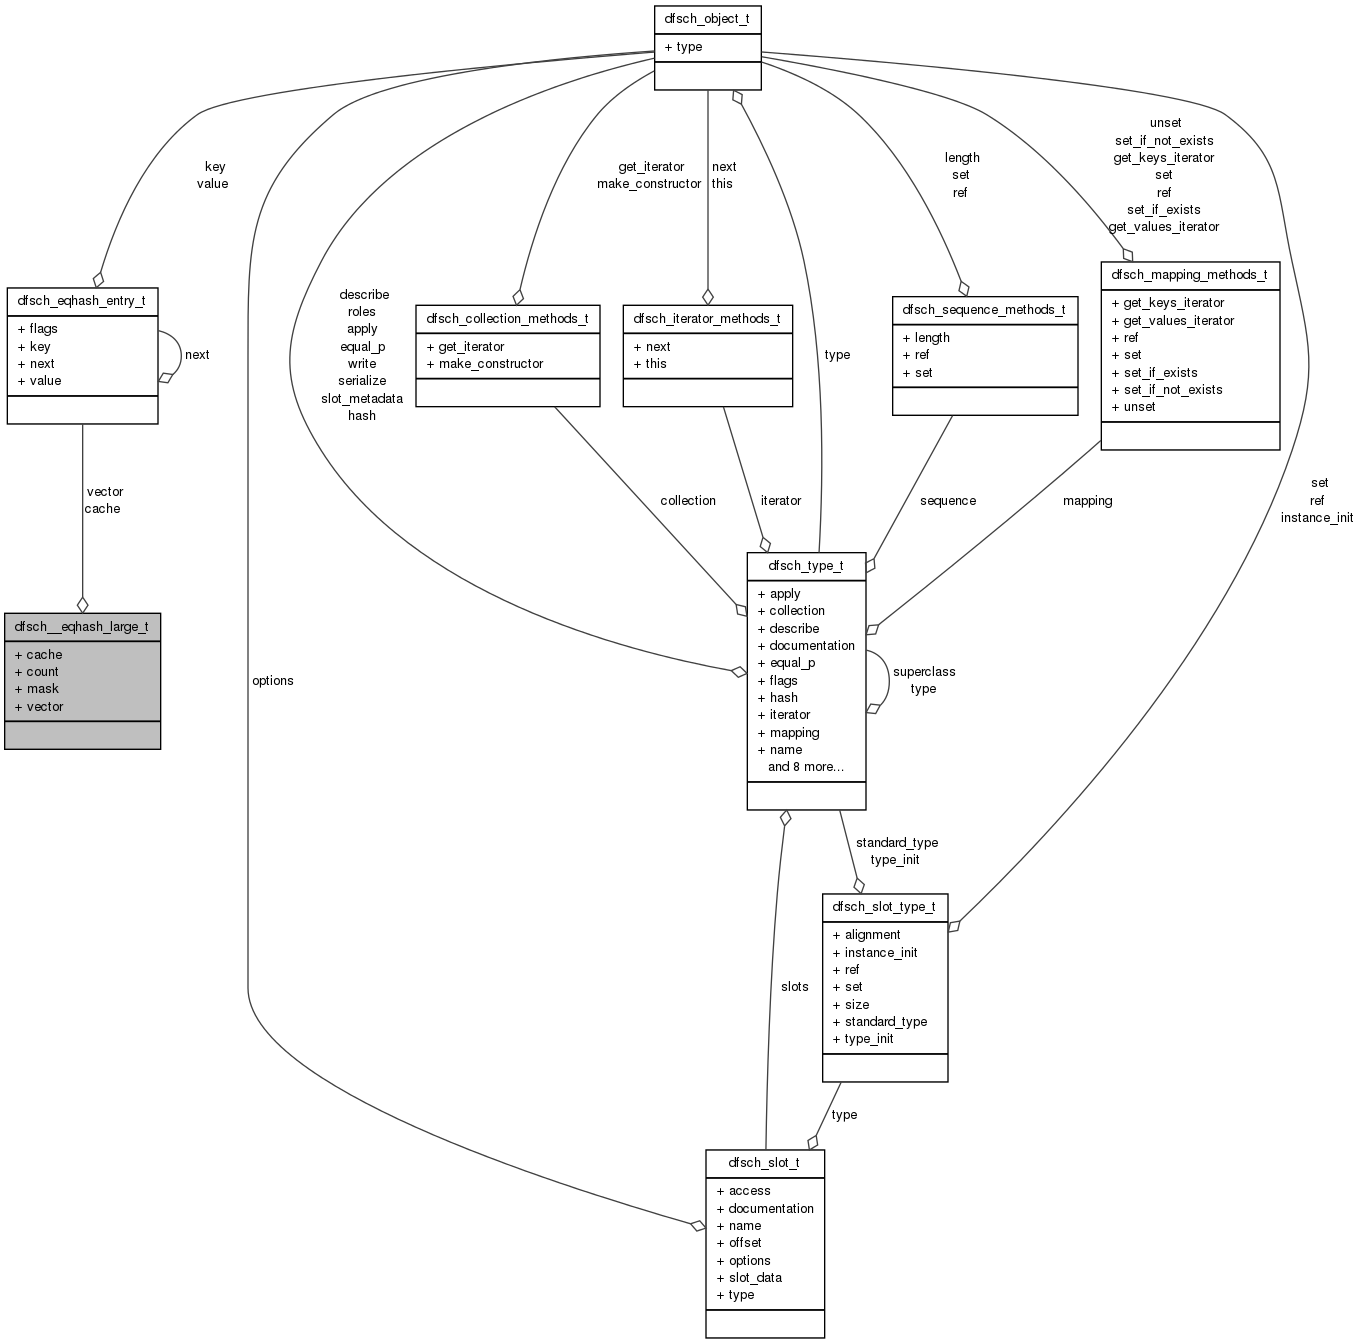 dfsch_object_t
+ type
key
value
get_iterator
make_constructor
next
this
length
set
ref
unset
set_if_not_exists
get_keys_iterator
set
ref
set_if_exists
get_values_iterator
dfsch_eqhash_entry_t
+ flags
+ key
+ next
+ value
next
describe
roles
apply
equal_p
write
serialize
slot_metadata
hash
dfsch_collection_methods_t
+ get_iterator
+ make_constructor
dfsch_iterator_methods_t
+ next
+ this
type
dfsch_sequence_methods_t
+ length
+ ref
+ set
dfsch_mapping_methods_t
+ get_keys_iterator
+ get_values_iterator
+ ref
+ set
+ set_if_exists
+ set_if_not_exists
+ unset
vector
cache
collection
iterator
sequence
mapping
set
ref
instance_init
dfsch__eqhash_large_t
+ cache
+ count
+ mask
+ vector
options
dfsch_type_t
+ apply
+ collection
+ describe
+ documentation
+ equal_p
+ flags
+ hash
+ iterator
+ mapping
+ name
and 8 more...
superclass
type
standard_type
type_init
slots
dfsch_slot_type_t
+ alignment
+ instance_init
+ ref
+ set
+ size
+ standard_type
+ type_init
type
dfsch_slot_t
+ access
+ documentation
+ name
+ offset
+ options
+ slot_data
+ type